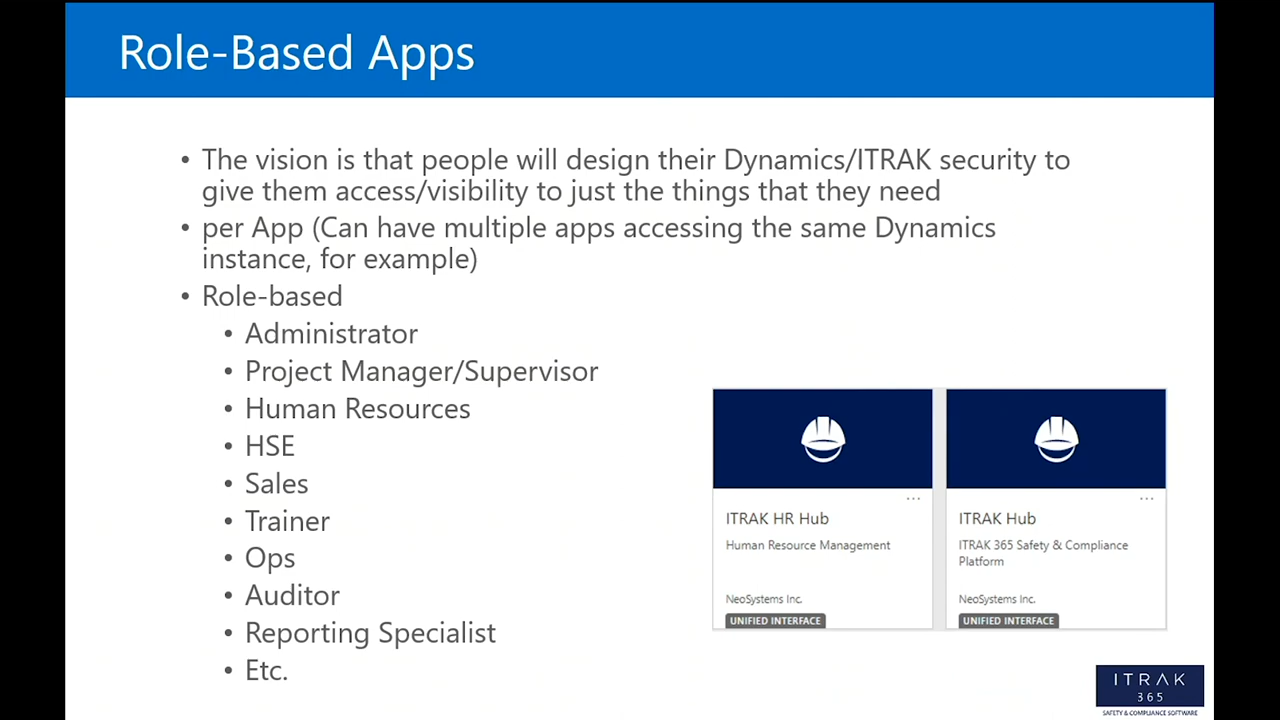 Role-Based Apps
• The vision is that people will design their Dynamics/ITRAK security to
give them access/visibility to just the things that they need
• per App (Can have multiple apps accessing the same Dynamics
instance, for example)
• Role-based
• Administrator
• Project Manager/Supervisor
• Human Resources
• HSE
• Sales
• Trainer
• Ops
• Auditor
• Reporting Specialist
• Etc.
ITRAK HR Hub
Human Resource Management
NeoSystems Inc.
UNIFIED INTERFACE
ITRAK Hub
ITRAK 365 Safety & Compliance
Platform
NeoSystems Inc.
UNIFIED INTERFACE
ITRAK
365
SAFETY & COMPLIANCE SOFTWARE